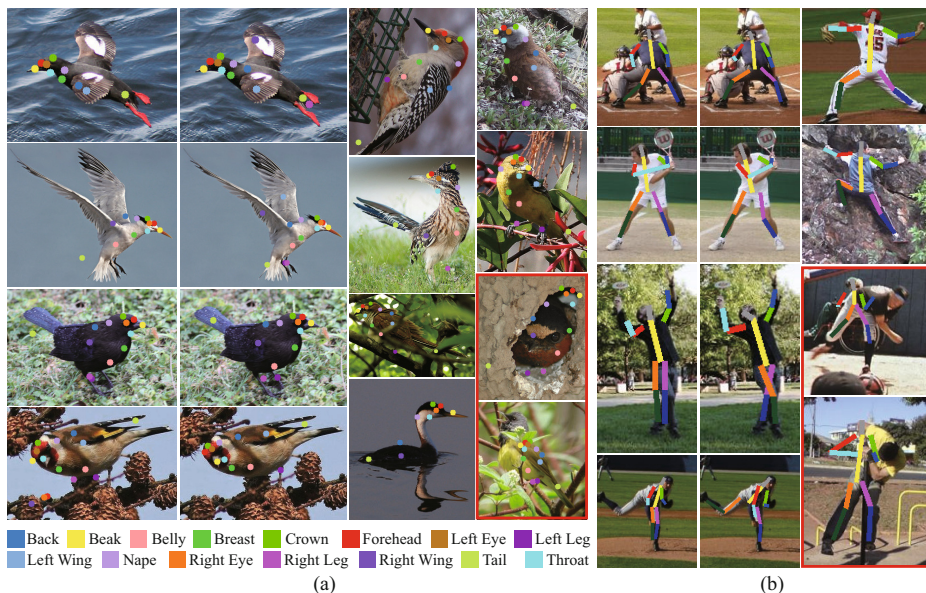 Back Beak Belly Breast Crown Forehead Left Eye Left Leg
Left Wing Nape Right Eye Right Leg Right Wing Tail Throat
(a) (b)